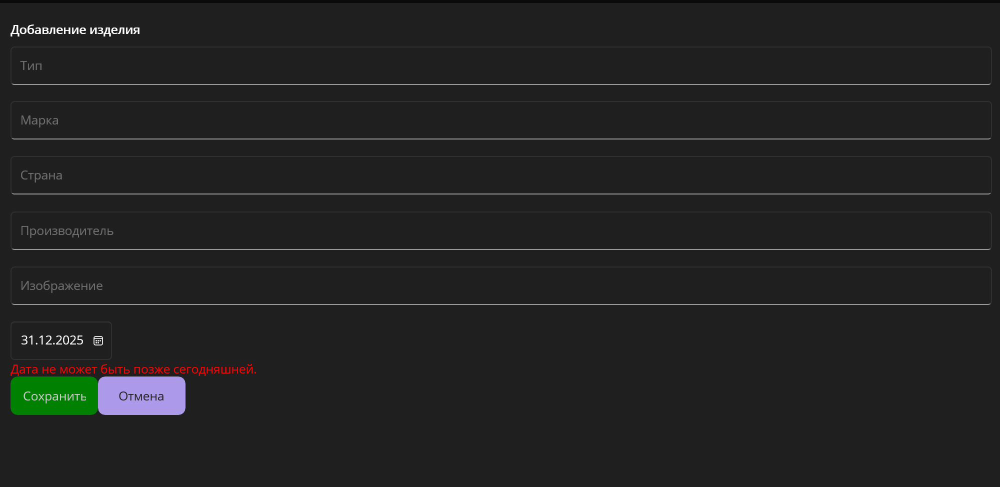 Добавление изделия
Тип
Марка
Страна
Производитель
Изображение
31.12.2025
Дата не может быть позже сегодняшней.
Сохранить
Отмена